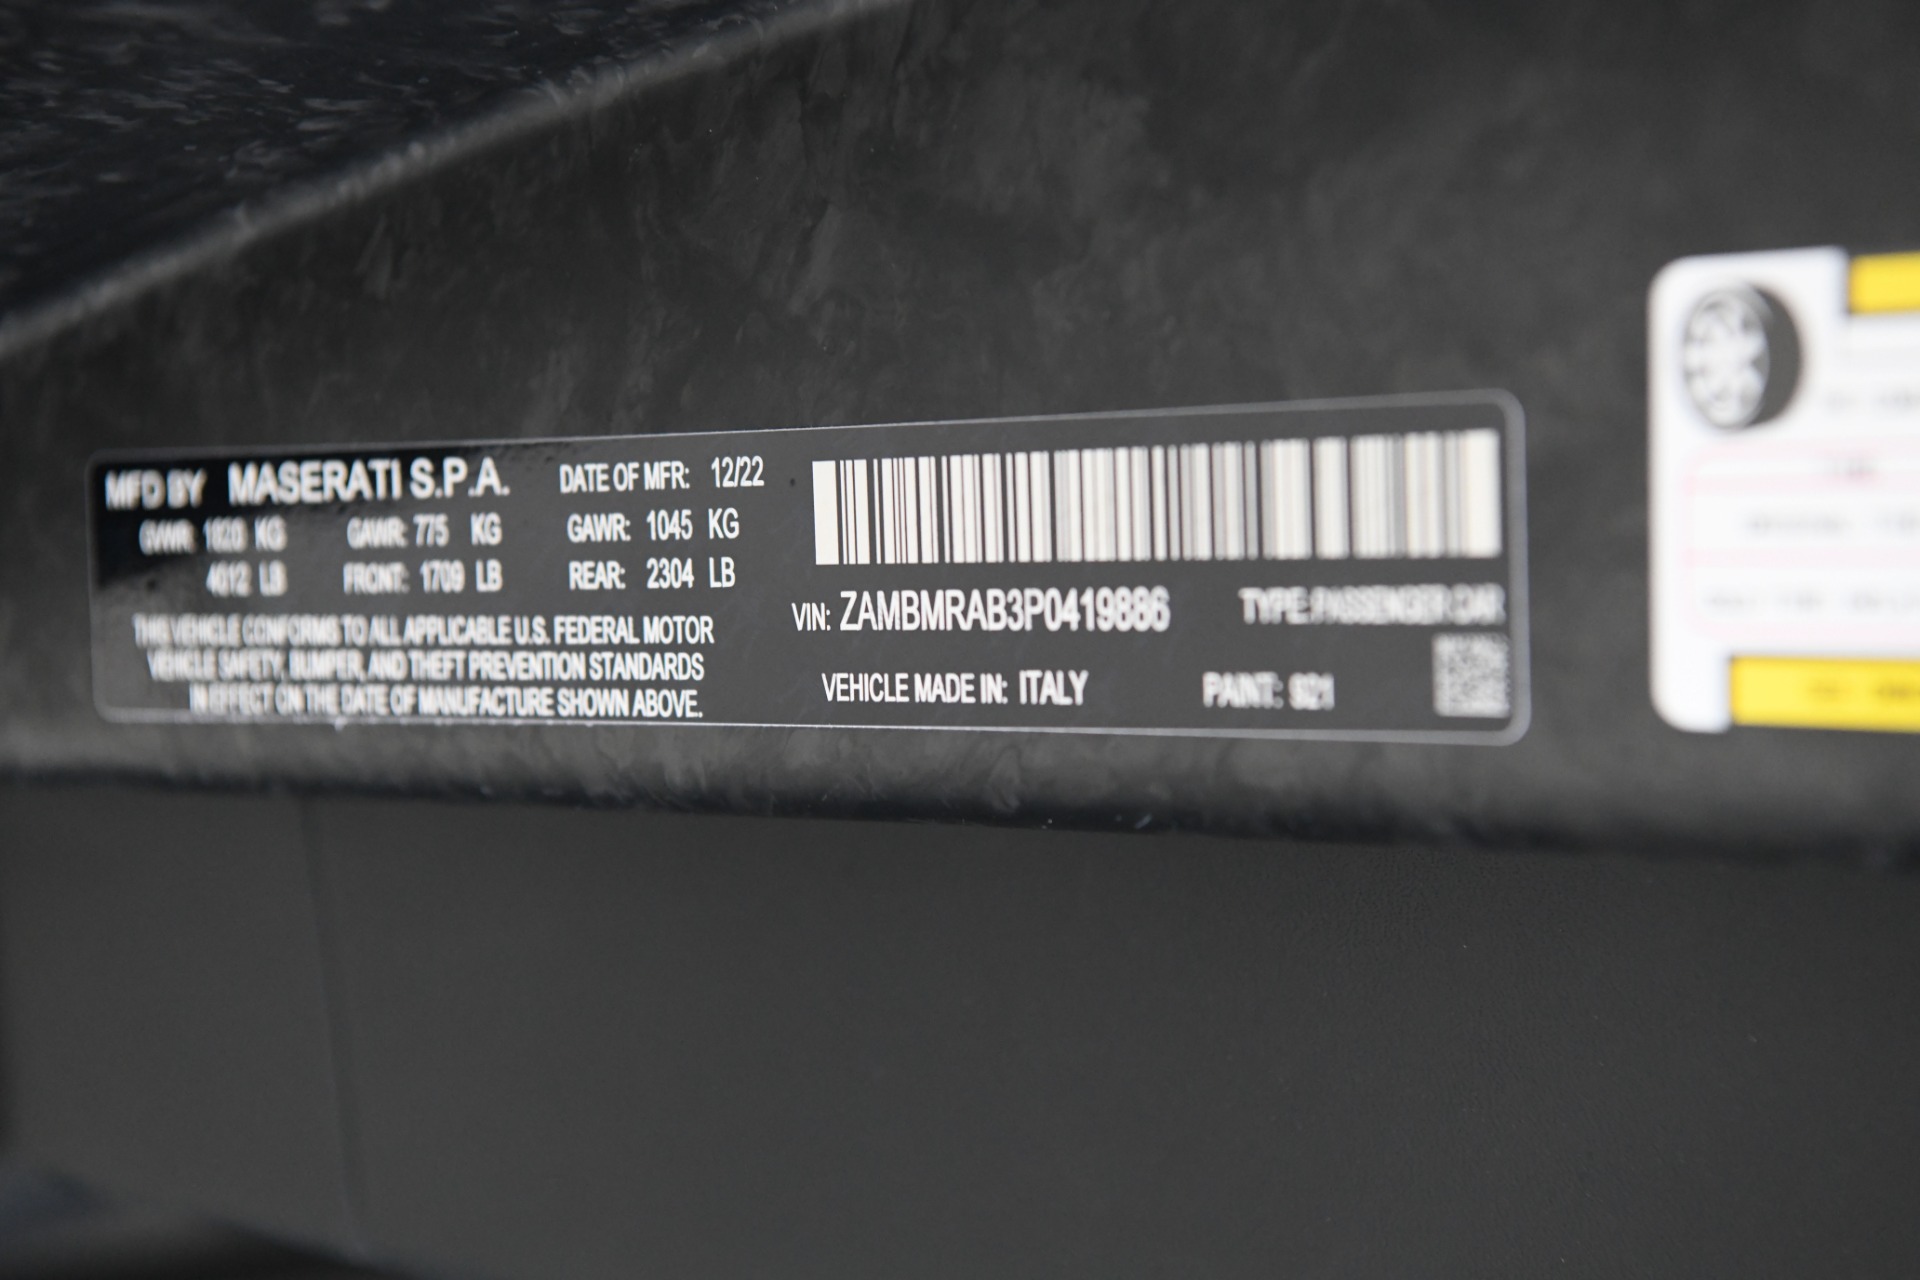 MFD BY MASERATI S.P.A. DATE OF MFR: 12/22
GVWR: 1820 KG GAWR: 775 KG GAWR: 1045 KG
4012 LB FRONT: 1709 LB REAR: 2304 LB
THIS VEHICLE CONFORMS TO ALL APPLICABLE U.S. FEDERAL MOTOR
VEHICLE SAFETY, BUMPER, AND THEFT PREVENTION STANDARDS
IN EFFECT ON THE DATE OF MANUFACTURE SHOWN ABOVE.
VIN: ZAMBMRAB3P0419886 TYPE: PASSENGER CAR
VEHICLE MADE IN: ITALY PAINT: 921